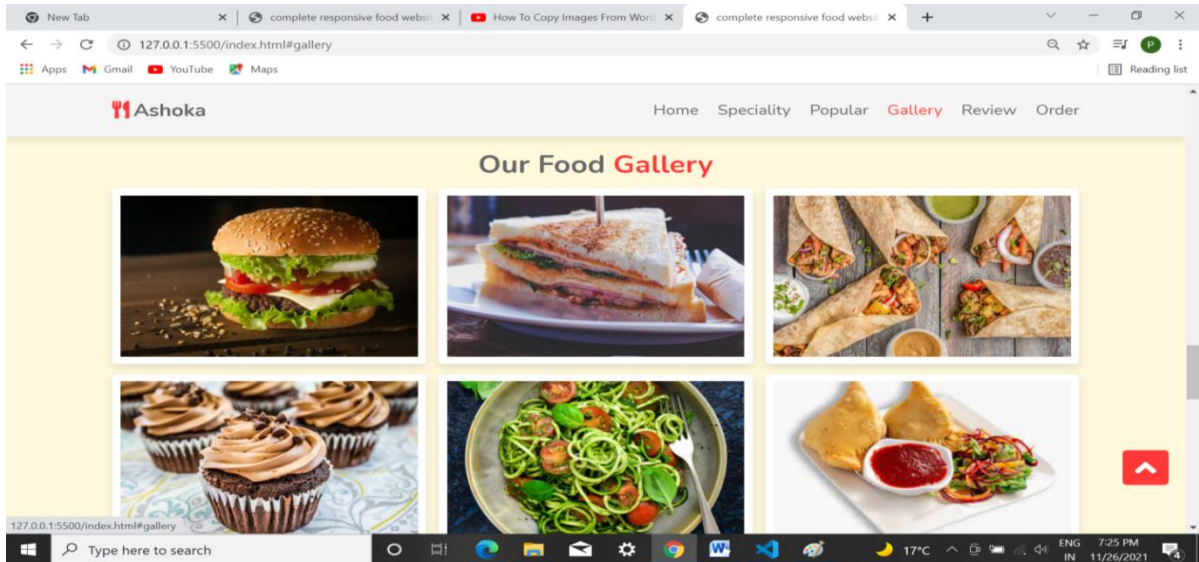 New Tab
complete responsive food websi
How To Copy Images From Word
complete responsive food websi
127.0.0.1:5500/index.html#gallery
P
Apps
Gmail
YouTube
Maps
Reading list
Ashoka
Home Speciality Popular Gallery Review Order
Our Food Gallery
127.0.0.1:5500/index.html#gallery
Type here to search
17°C
ENG
IN
7:25 PM
11/26/2021
4